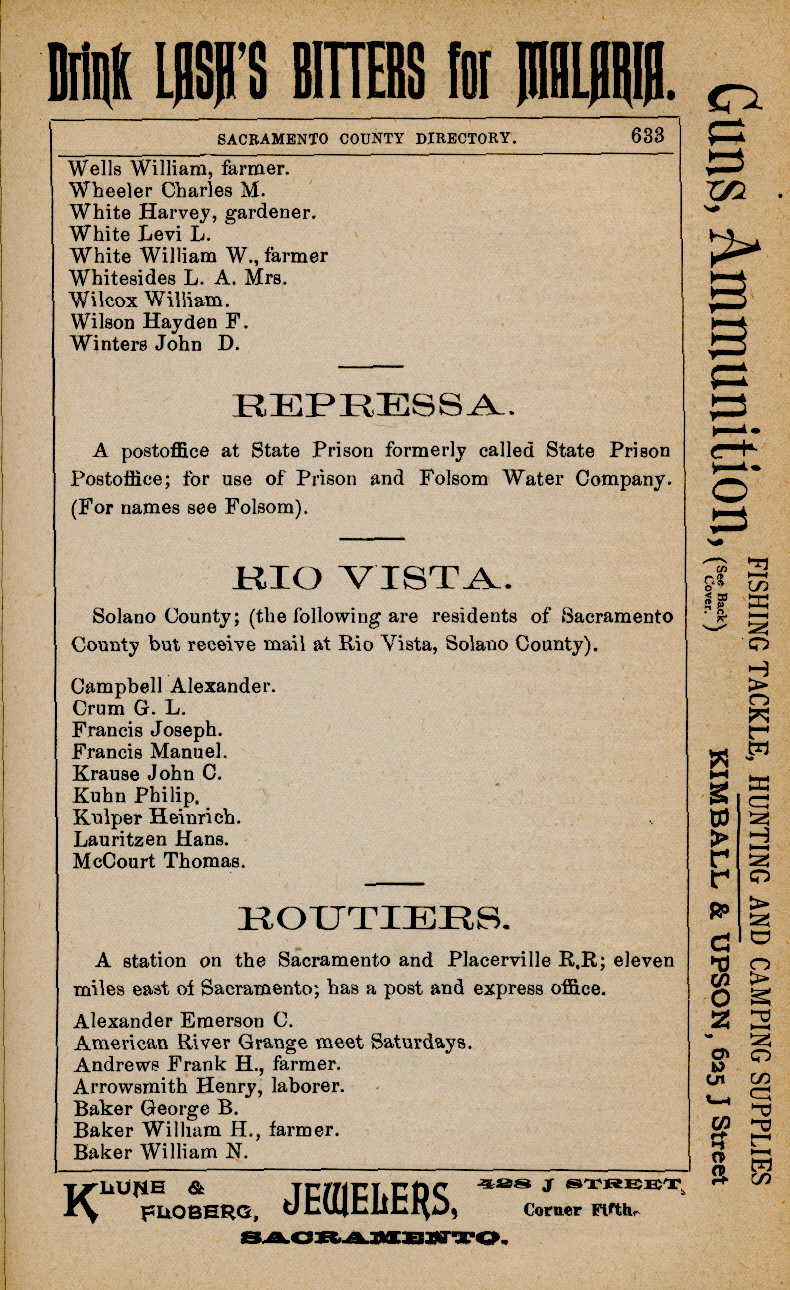 Drink LASH'S BITTERS for MALARIA.
SACRAMENTO COUNTY DIRECTORY. 633
Wells William, farmer.
Wheeler Charles M.
White Harvey, gardener.
White Levi L.
White William W., farmer
Whitesides L. A. Mrs.
Wilcox William.
Wilson Hayden F.
Winters John D.
REPRESSA.
A postoffice at State Prison formerly called State Prison
Postoffice; for use of Prison and Folsom Water Company.
(For names see Folsom).
RIO VISTA.
Solano County; (the following are residents of Sacramento
County but receive mail at Rio Vista, Solano County).
Campbell Alexander.
Crum G. L.
Francis Joseph.
Francis Manuel.
Krause John C.
Kuhn Philip.
Kulper Heinrich.
Lauritzen Hans.
McCourt Thomas.
ROUTIERS.
A station on the Sacramento and Placerville R.R; eleven
miles east of Sacramento; has a post and express office.
Alexander Emerson C.
American River Grange meet Saturdays.
Andrews Frank H., farmer.
Arrowsmith Henry, laborer.
Baker George B.
Baker William H., farmer.
Baker William N.
KLUNE & FLOBERG, JEWELERS, 428 J STREET, Corner Fifth,
SACRAMENTO.
Guns, Ammunition, (See Back Cover.)
FISHING TACKLE, HUNTING AND CAMPING SUPPLIES
KIMBALL & UPSON, 625 J Street